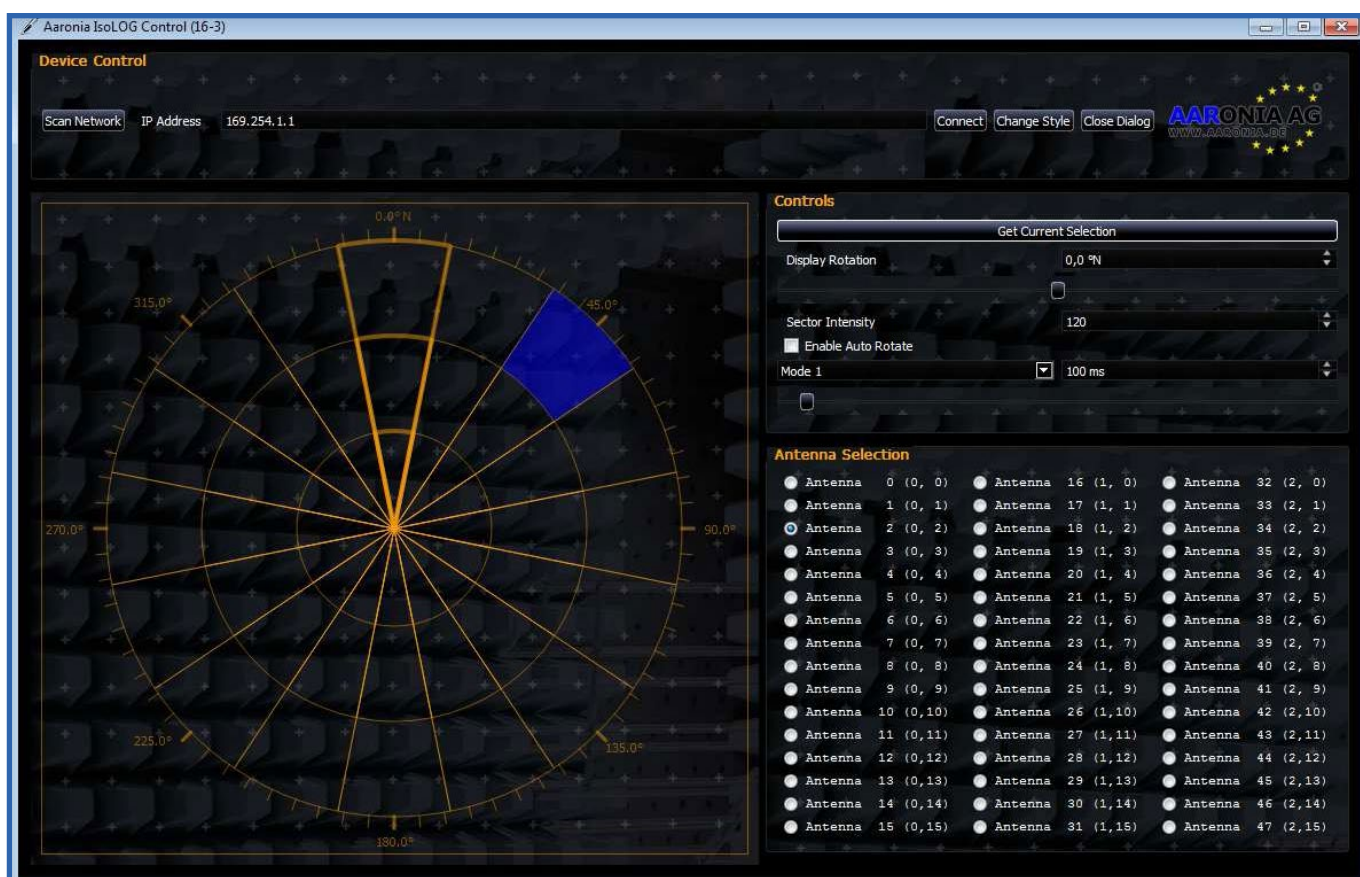 Aaronia IsoLOG Control (16-3)
Device Control
Scan Network IP Address 169.254.1.1 Connect Change Style Close Dialog
AARONIA AG
WWW.AARONIA.DE
0.0° N
45.0°
90.0°
135.0°
180.0°
225.0°
270.0°
315.0°
Controls
Get Current Selection
Display Rotation 0,0 °N
Sector Intensity 120
Enable Auto Rotate
Mode 1 100 ms
Antenna Selection
Antenna 0 (0, 0) Antenna 16 (1, 0) Antenna 32 (2, 0)
Antenna 1 (0, 1) Antenna 17 (1, 1) Antenna 33 (2, 1)
Antenna 2 (0, 2) Antenna 18 (1, 2) Antenna 34 (2, 2)
Antenna 3 (0, 3) Antenna 19 (1, 3) Antenna 35 (2, 3)
Antenna 4 (0, 4) Antenna 20 (1, 4) Antenna 36 (2, 4)
Antenna 5 (0, 5) Antenna 21 (1, 5) Antenna 37 (2, 5)
Antenna 6 (0, 6) Antenna 22 (1, 6) Antenna 38 (2, 6)
Antenna 7 (0, 7) Antenna 23 (1, 7) Antenna 39 (2, 7)
Antenna 8 (0, 8) Antenna 24 (1, 8) Antenna 40 (2, 8)
Antenna 9 (0, 9) Antenna 25 (1, 9) Antenna 41 (2, 9)
Antenna 10 (0,10) Antenna 26 (1,10) Antenna 42 (2,10)
Antenna 11 (0,11) Antenna 27 (1,11) Antenna 43 (2,11)
Antenna 12 (0,12) Antenna 28 (1,12) Antenna 44 (2,12)
Antenna 13 (0,13) Antenna 29 (1,13) Antenna 45 (2,13)
Antenna 14 (0,14) Antenna 30 (1,14) Antenna 46 (2,14)
Antenna 15 (0,15) Antenna 31 (1,15) Antenna 47 (2,15)